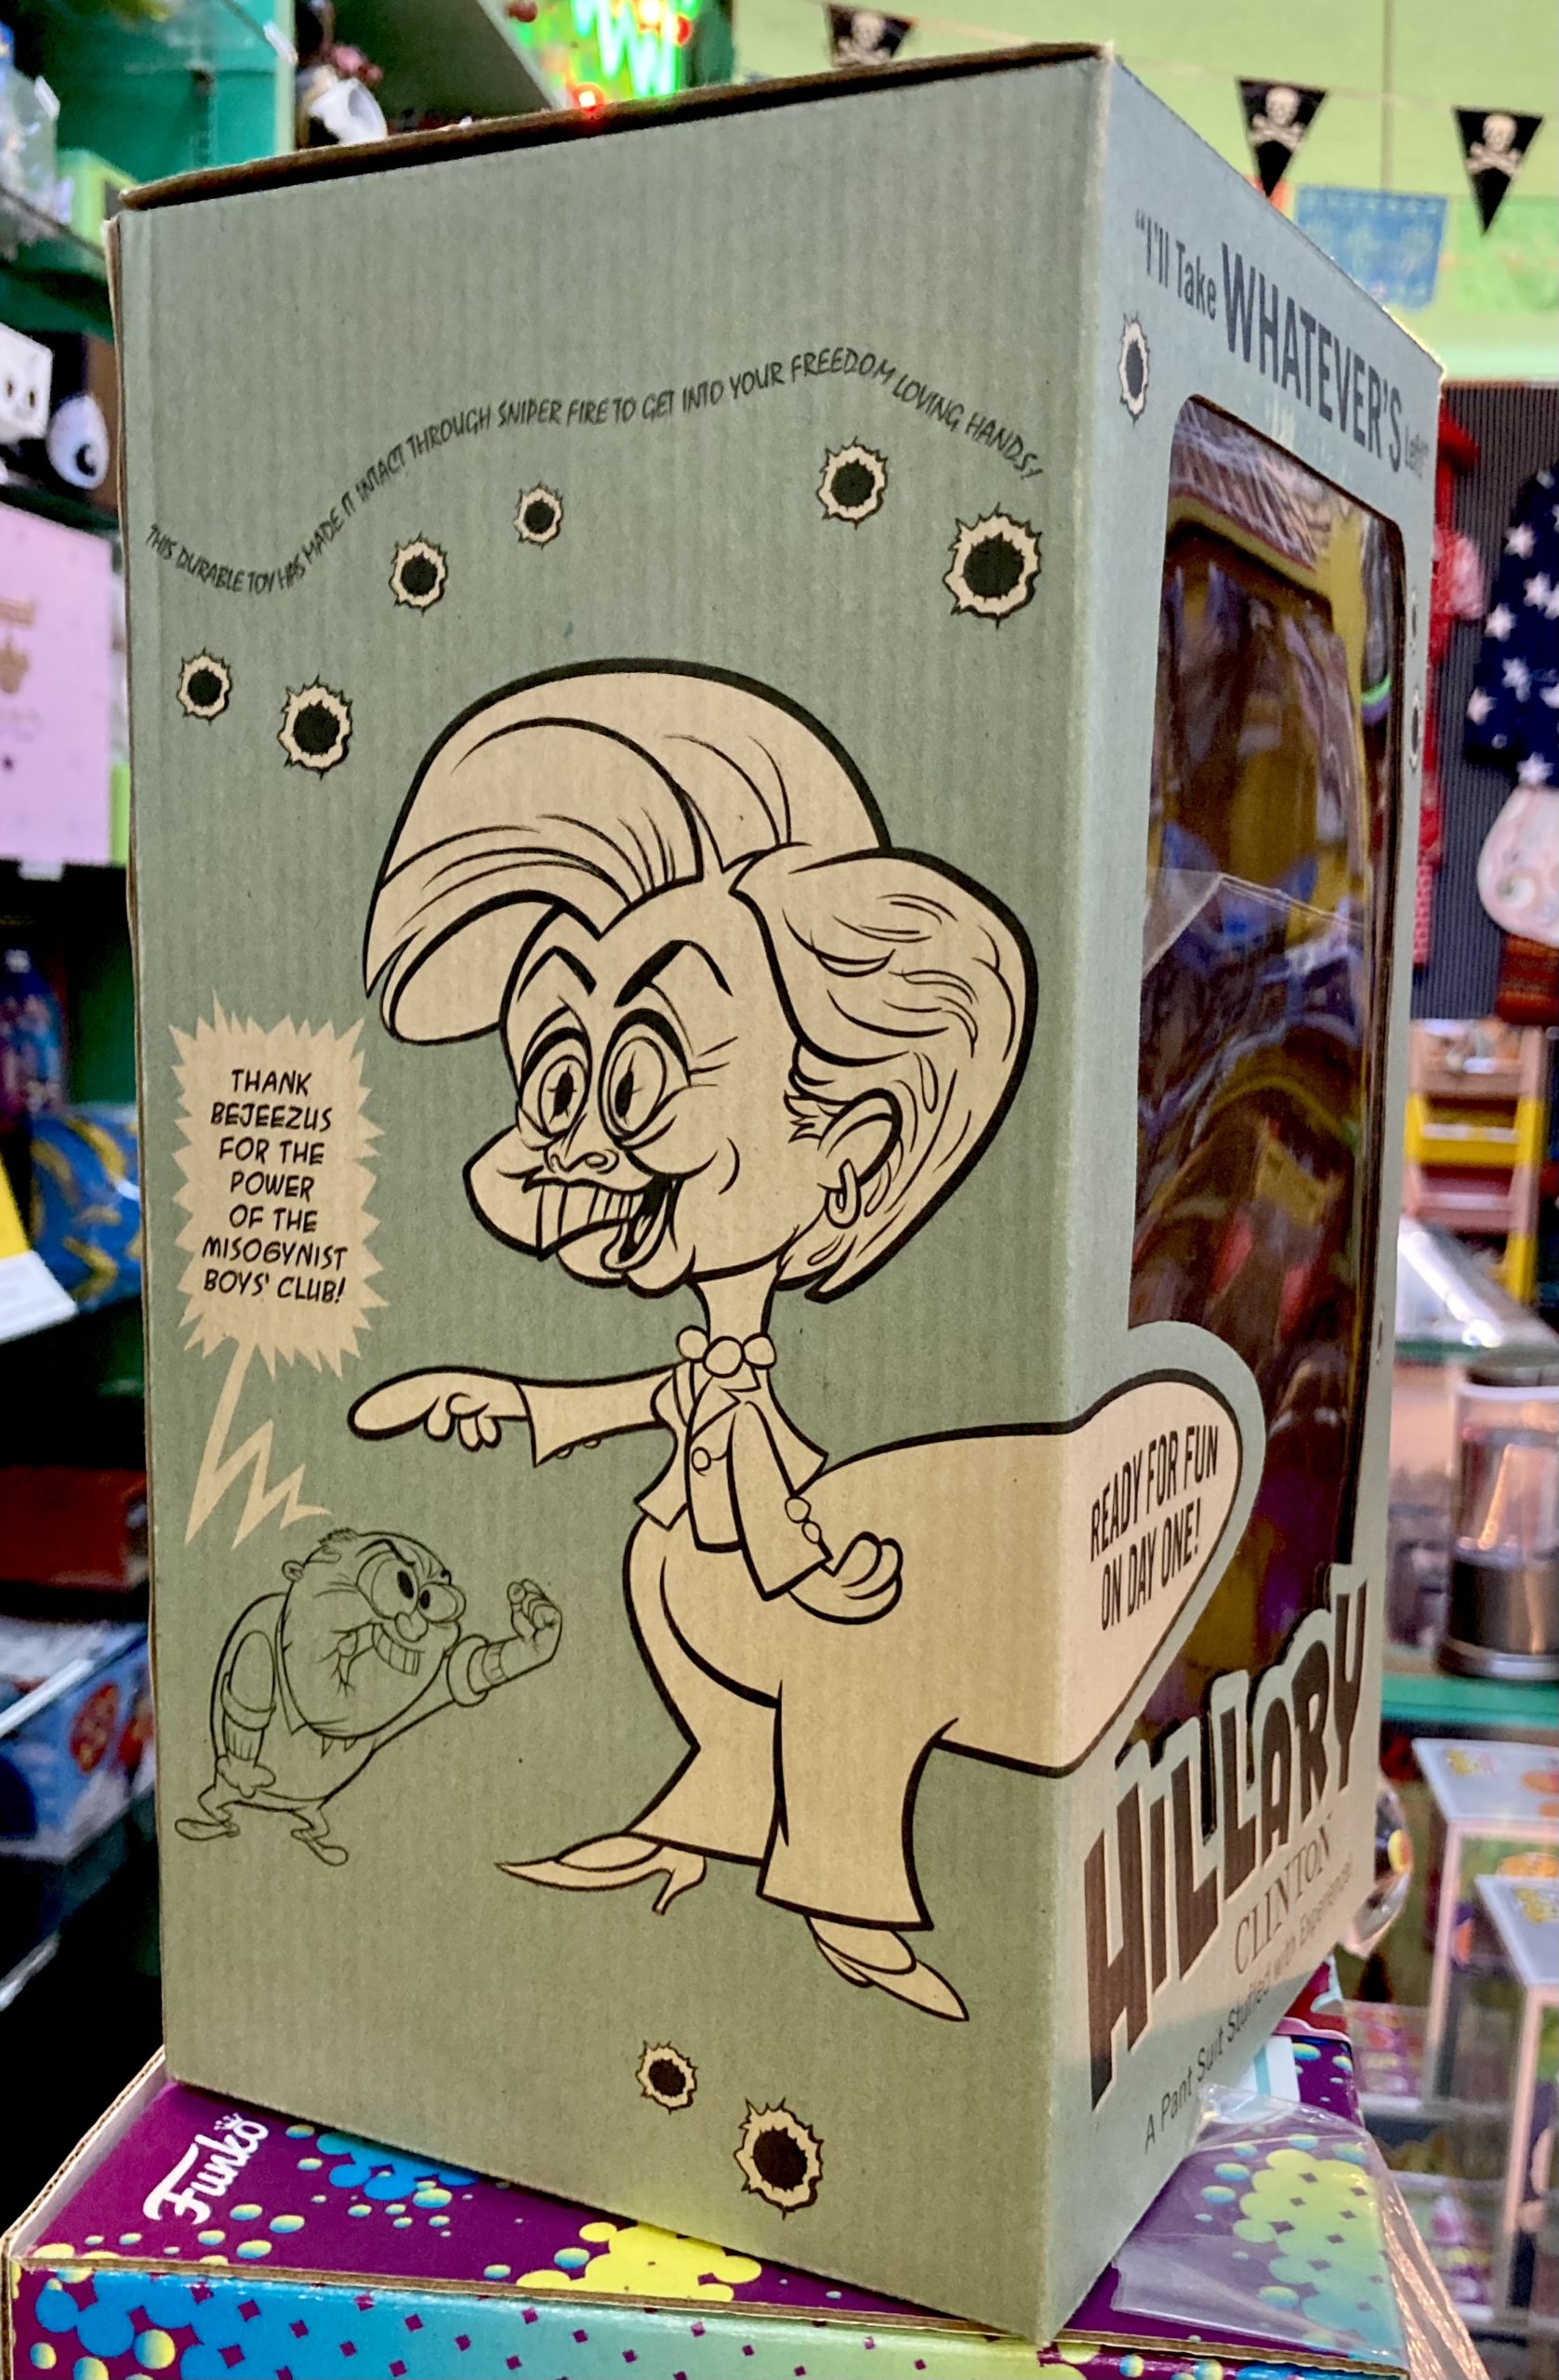 THIS DURABLE TOY HAS MADE IT INTACT THROUGH SNIPER FIRE TO GET INTO YOUR FREEDOM LOVING HANDS!
"I'll Take WHATEVER'S Left!"
THANK
BEJEEZUS
FOR THE
POWER
OF THE
MISOGYNIST
BOYS' CLUB!
READY FOR FUN
ON DAY ONE!
HiLLARY
CLINTON
A Pant Suit Stuffed with Experience!
Funko